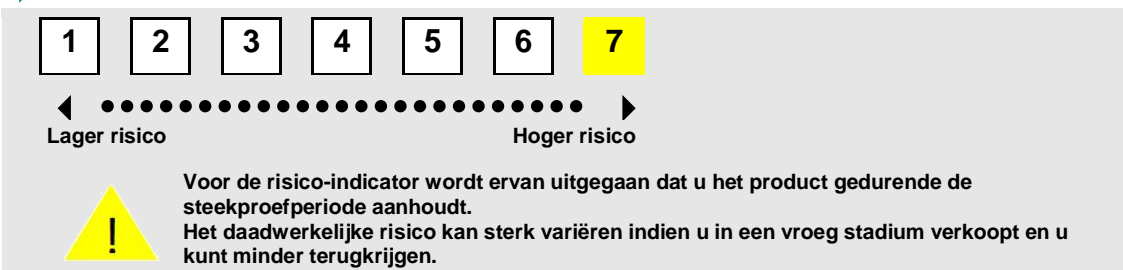 1 2 3 4 5 6 7
Lager risico Hoger risico
Voor de risico-indicator wordt ervan uitgegaan dat u het product gedurende de
steekproefperiode aanhoudt.
Het daadwerkelijke risico kan sterk variëren indien u in een vroeg stadium verkoopt en u
kunt minder terugkrijgen.
!